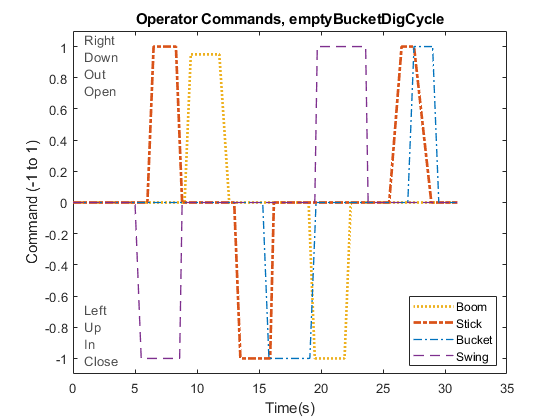 Operator Commands, emptyBucketDigCycle
Right
Down
Out
Open
1
0.8
0.6
0.4
0.2
0
-0.2
-0.4
-0.6
-0.8
-1
Command (-1 to 1)
Left
Up
In
Close
Boom
Stick
Bucket
Swing
0 5 10 15 20 25 30 35
Time(s)